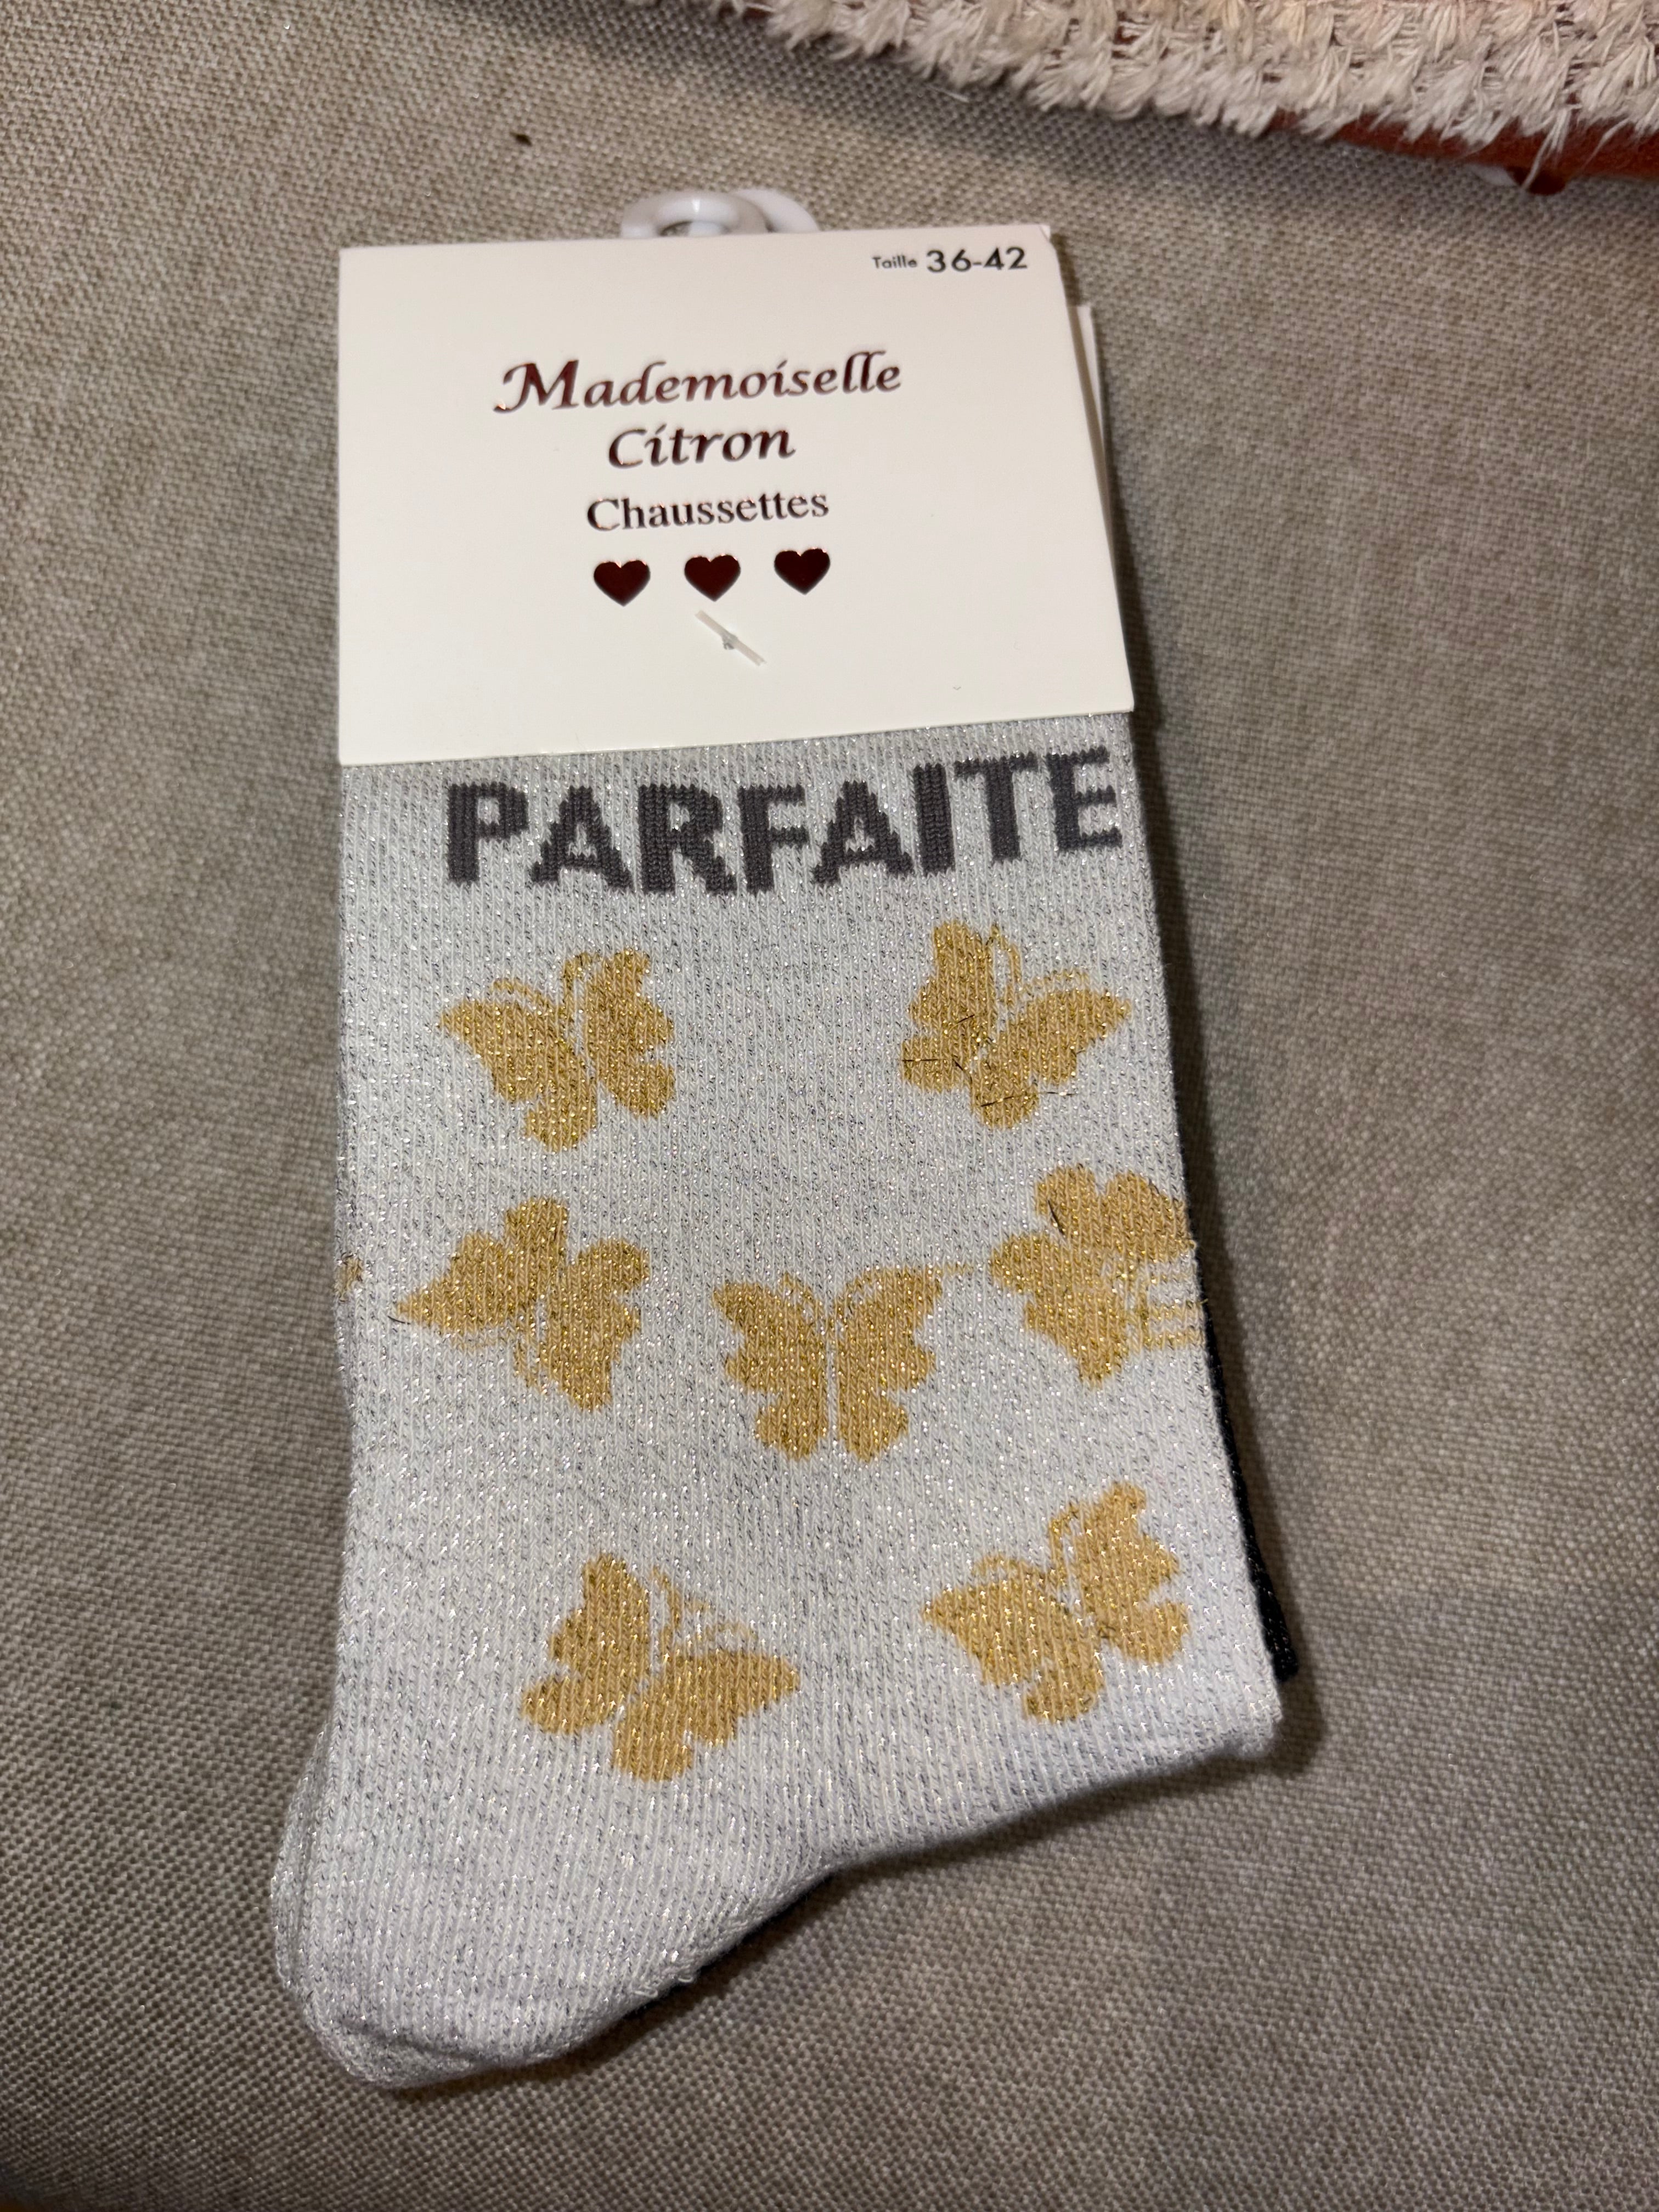 Taille 36-42
Mademoiselle
Citron
Chaussettes
PARFAITE